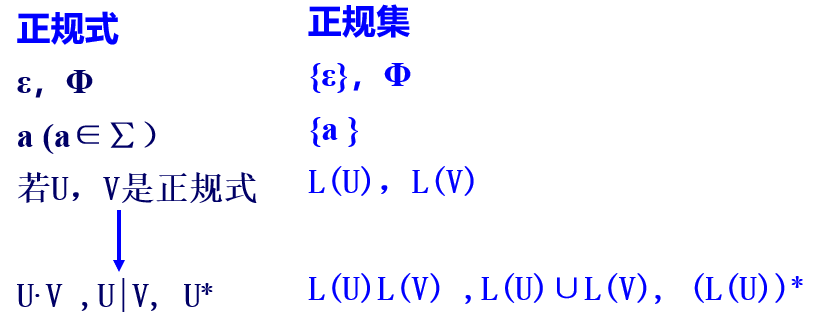 正规式 正规集
ε, Φ {ε}, Φ
a (a∈∑) {a }
若U, V是正规式 L(U), L(V)
U·V ,U|V, U* L(U)L(V) ,L(U)∪L(V), (L(U))*